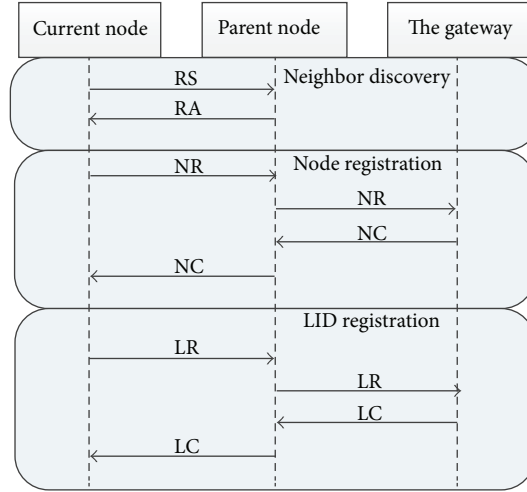 Current node
Parent node
The gateway
Neighbor discovery
RS
RA
Node registration
NR
NR
NC
NC
LID registration
LR
LR
LC
LC